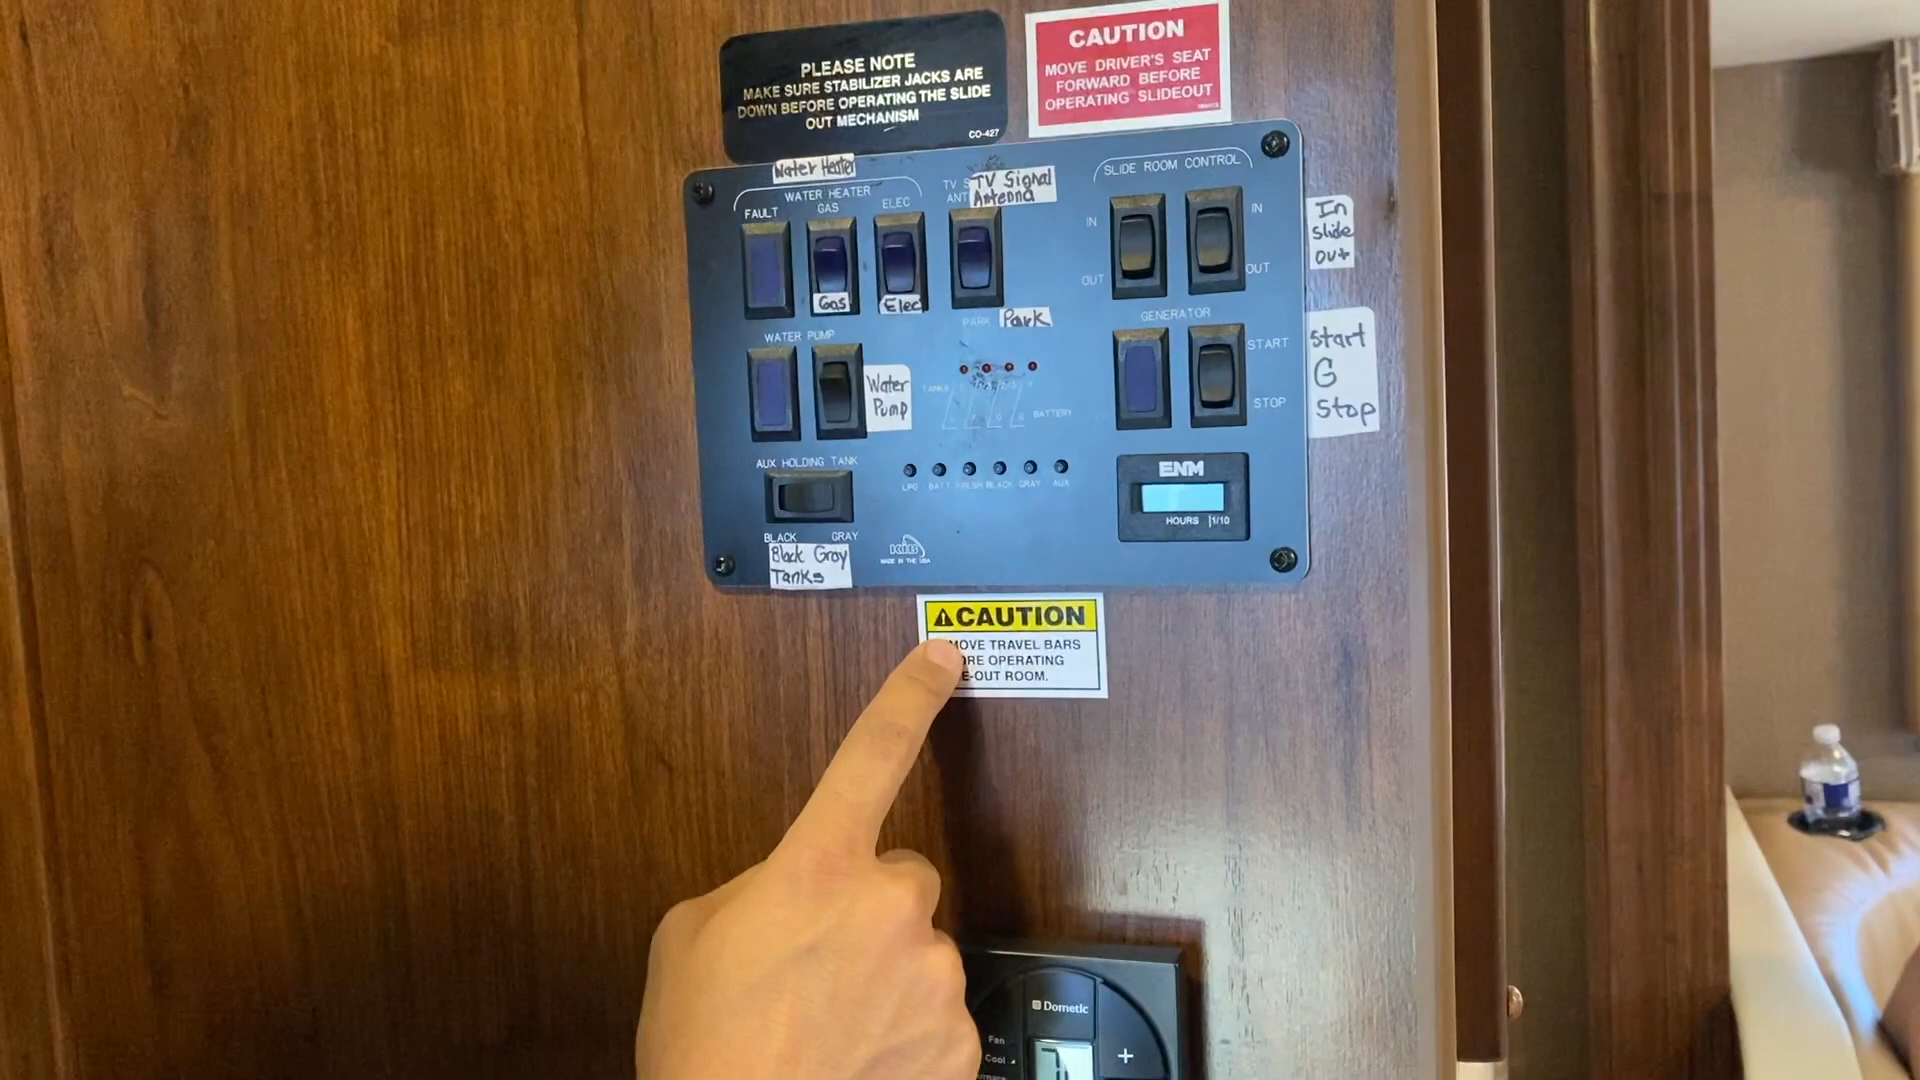 PLEASE NOTE
MAKE SURE STABILIZER JACKS ARE
DOWN BEFORE OPERATING THE SLIDE
OUT MECHANISM
CO-427
CAUTION
MOVE DRIVER'S SEAT
FORWARD BEFORE
OPERATING SLIDEOUT
Water Heater
WATER HEATER
FAULT GAS ELEC
TV
ANT
TV Signal
Antenna
Gas
Elec
PARK
Park
SLIDE ROOM CONTROL
IN IN
OUT OUT
In
Slide
out
WATER PUMP
Water
Pump
TANKS
BATTERY
GENERATOR
START
STOP
Start
G
Stop
AUX HOLDING TANK
BLACK GRAY
Black Gray
Tanks
LPG BATT FRESH BLACK GRAY AUX
KIB
MADE IN THE USA
ENM
HOURS 1/10
CAUTION
MOVE TRAVEL BARS
ORE OPERATING
E-OUT ROOM.
Dometic
Fan
Cool
+